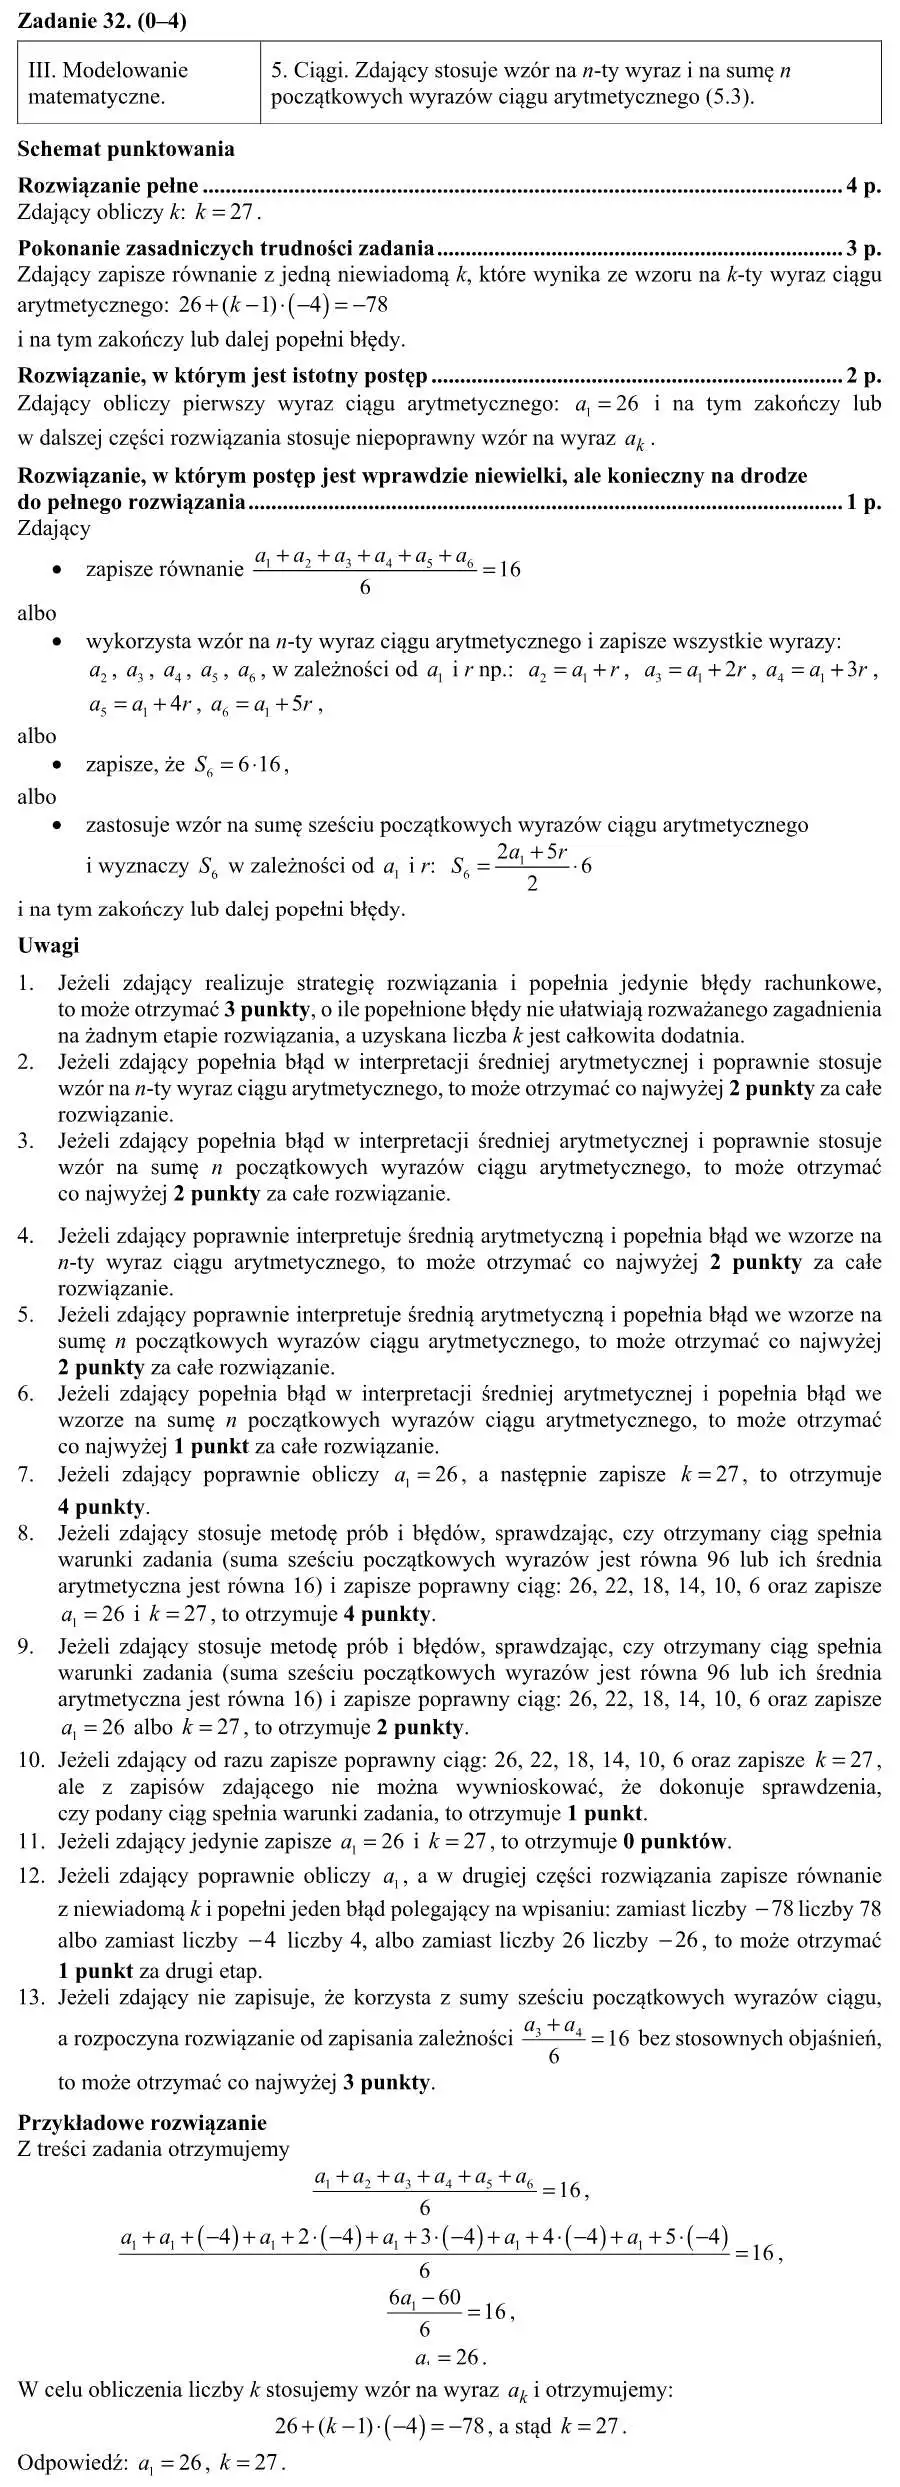 Zadanie 32. (0–4)
III. Modelowanie matematyczne.
5. Ciągi. Zdający stosuje wzór na n-ty wyraz i na sumę n początkowych wyrazów ciągu arytmetycznego (5.3).
Schemat punktowania
Rozwiązanie pełne ........ 4 p.
Zdający obliczy k: k = 27.
Pokonanie zasadniczych trudności zadania ........ 3 p.
Zdający zapisze równanie z jedną niewiadomą k, które wynika ze wzoru na k-ty wyraz ciągu
arytmetycznego: 26+(k−1)·(−4)=−78
i na tym zakończy lub dalej popełni błędy.
Rozwiązanie, w którym jest istotny postęp ........ 2 p.
Zdający obliczy pierwszy wyraz ciągu arytmetycznego: a₁ = 26 i na tym zakończy lub
w dalszej części rozwiązania stosuje niepoprawny wzór na wyraz aₖ.
Rozwiązanie, w którym postęp jest wprawdzie niewielki, ale konieczny na drodze
do pełnego rozwiązania ........ 1 p.
Zdający
• zapisze równanie (a₁+a₂+a₃+a₄+a₅+a₆)/6 = 16
albo
• wykorzysta wzór na n-ty wyraz ciągu arytmetycznego i zapisze wszystkie wyrazy:
a₂, a₃, a₄, a₅, a₆, w zależności od a₁ i r np.: a₂ = a₁+r, a₃ = a₁+2r, a₄ = a₁+3r,
a₅ = a₁+4r, a₆ = a₁+5r,
albo
• zapisze, że S₆ = 6·16,
albo
• zastosuje wzór na sumę sześciu początkowych wyrazów ciągu arytmetycznego
i wyznaczy S₆ w zależności od a₁ i r: S₆ = (2a₁+5r)/2 · 6
i na tym zakończy lub dalej popełni błędy.
Uwagi
1. Jeżeli zdający realizuje strategię rozwiązania i popełnia jedynie błędy rachunkowe,
to może otrzymać 3 punkty, o ile popełnione błędy nie ułatwiają rozważanego zagadnienia
na żadnym etapie rozwiązania, a uzyskana liczba k jest całkowita dodatnia.
2. Jeżeli zdający popełnia błąd w interpretacji średniej arytmetycznej i poprawnie stosuje
wzór na n-ty wyraz ciągu arytmetycznego, to może otrzymać co najwyżej 2 punkty za całe
rozwiązanie.
3. Jeżeli zdający popełnia błąd w interpretacji średniej arytmetycznej i poprawnie stosuje
wzór na sumę n początkowych wyrazów ciągu arytmetycznego, to może otrzymać
co najwyżej 2 punkty za całe rozwiązanie.
4. Jeżeli zdający poprawnie interpretuje średnią arytmetyczną i popełnia błąd we wzorze na
n-ty wyraz ciągu arytmetycznego, to może otrzymać co najwyżej 2 punkty za całe
rozwiązanie.
5. Jeżeli zdający poprawnie interpretuje średnią arytmetyczną i popełnia błąd we wzorze na
sumę n początkowych wyrazów ciągu arytmetycznego, to może otrzymać co najwyżej
2 punkty za całe rozwiązanie.
6. Jeżeli zdający popełnia błąd w interpretacji średniej arytmetycznej i popełnia błąd we
wzorze na sumę n początkowych wyrazów ciągu arytmetycznego, to może otrzymać
co najwyżej 1 punkt za całe rozwiązanie.
7. Jeżeli zdający poprawnie obliczy a₁ = 26, a następnie zapisze k = 27, to otrzymuje
4 punkty.
8. Jeżeli zdający stosuje metodę prób i błędów, sprawdzając, czy otrzymany ciąg spełnia
warunki zadania (suma sześciu początkowych wyrazów jest równa 96 lub ich średnia
arytmetyczna jest równa 16) i zapisze poprawny ciąg: 26, 22, 18, 14, 10, 6 oraz zapisze
a₁ = 26 i k = 27, to otrzymuje 4 punkty.
9. Jeżeli zdający stosuje metodę prób i błędów, sprawdzając, czy otrzymany ciąg spełnia
warunki zadania (suma sześciu początkowych wyrazów jest równa 96 lub ich średnia
arytmetyczna jest równa 16) i zapisze poprawny ciąg: 26, 22, 18, 14, 10, 6 oraz zapisze
a₁ = 26 albo k = 27, to otrzymuje 2 punkty.
10. Jeżeli zdający od razu zapisze poprawny ciąg: 26, 22, 18, 14, 10, 6 oraz zapisze k = 27,
ale z zapisów zdającego nie można wywnioskować, że dokonuje sprawdzenia,
czy podany ciąg spełnia warunki zadania, to otrzymuje 1 punkt.
11. Jeżeli zdający jedynie zapisze a₁ = 26 i k = 27, to otrzymuje 0 punktów.
12. Jeżeli zdający poprawnie obliczy a₁, a w drugiej części rozwiązania zapisze równanie
z niewiadomą k i popełni jeden błąd polegający na wpisaniu: zamiast liczby −78 liczby 78
albo zamiast liczby −4 liczby 4, albo zamiast liczby 26 liczby −26, to może otrzymać
1 punkt za drugi etap.
13. Jeżeli zdający nie zapisuje, że korzysta z sumy sześciu początkowych wyrazów ciągu,
a rozpoczyna rozwiązanie od zapisania zależności (a₃+a₄)/6 = 16 bez stosownych objaśnień,
to może otrzymać co najwyżej 3 punkty.
Przykładowe rozwiązanie
Z treści zadania otrzymujemy
(a₁+a₂+a₃+a₄+a₅+a₆)/6 = 16,
(a₁+a₁+(−4)+a₁+2·(−4)+a₁+3·(−4)+a₁+4·(−4)+a₁+5·(−4))/6 = 16,
(6a₁−60)/6 = 16,
a₁ = 26.
W celu obliczenia liczby k stosujemy wzór na wyraz aₖ i otrzymujemy:
26+(k−1)·(−4)=−78, a stąd k = 27.
Odpowiedź: a₁ = 26, k = 27.